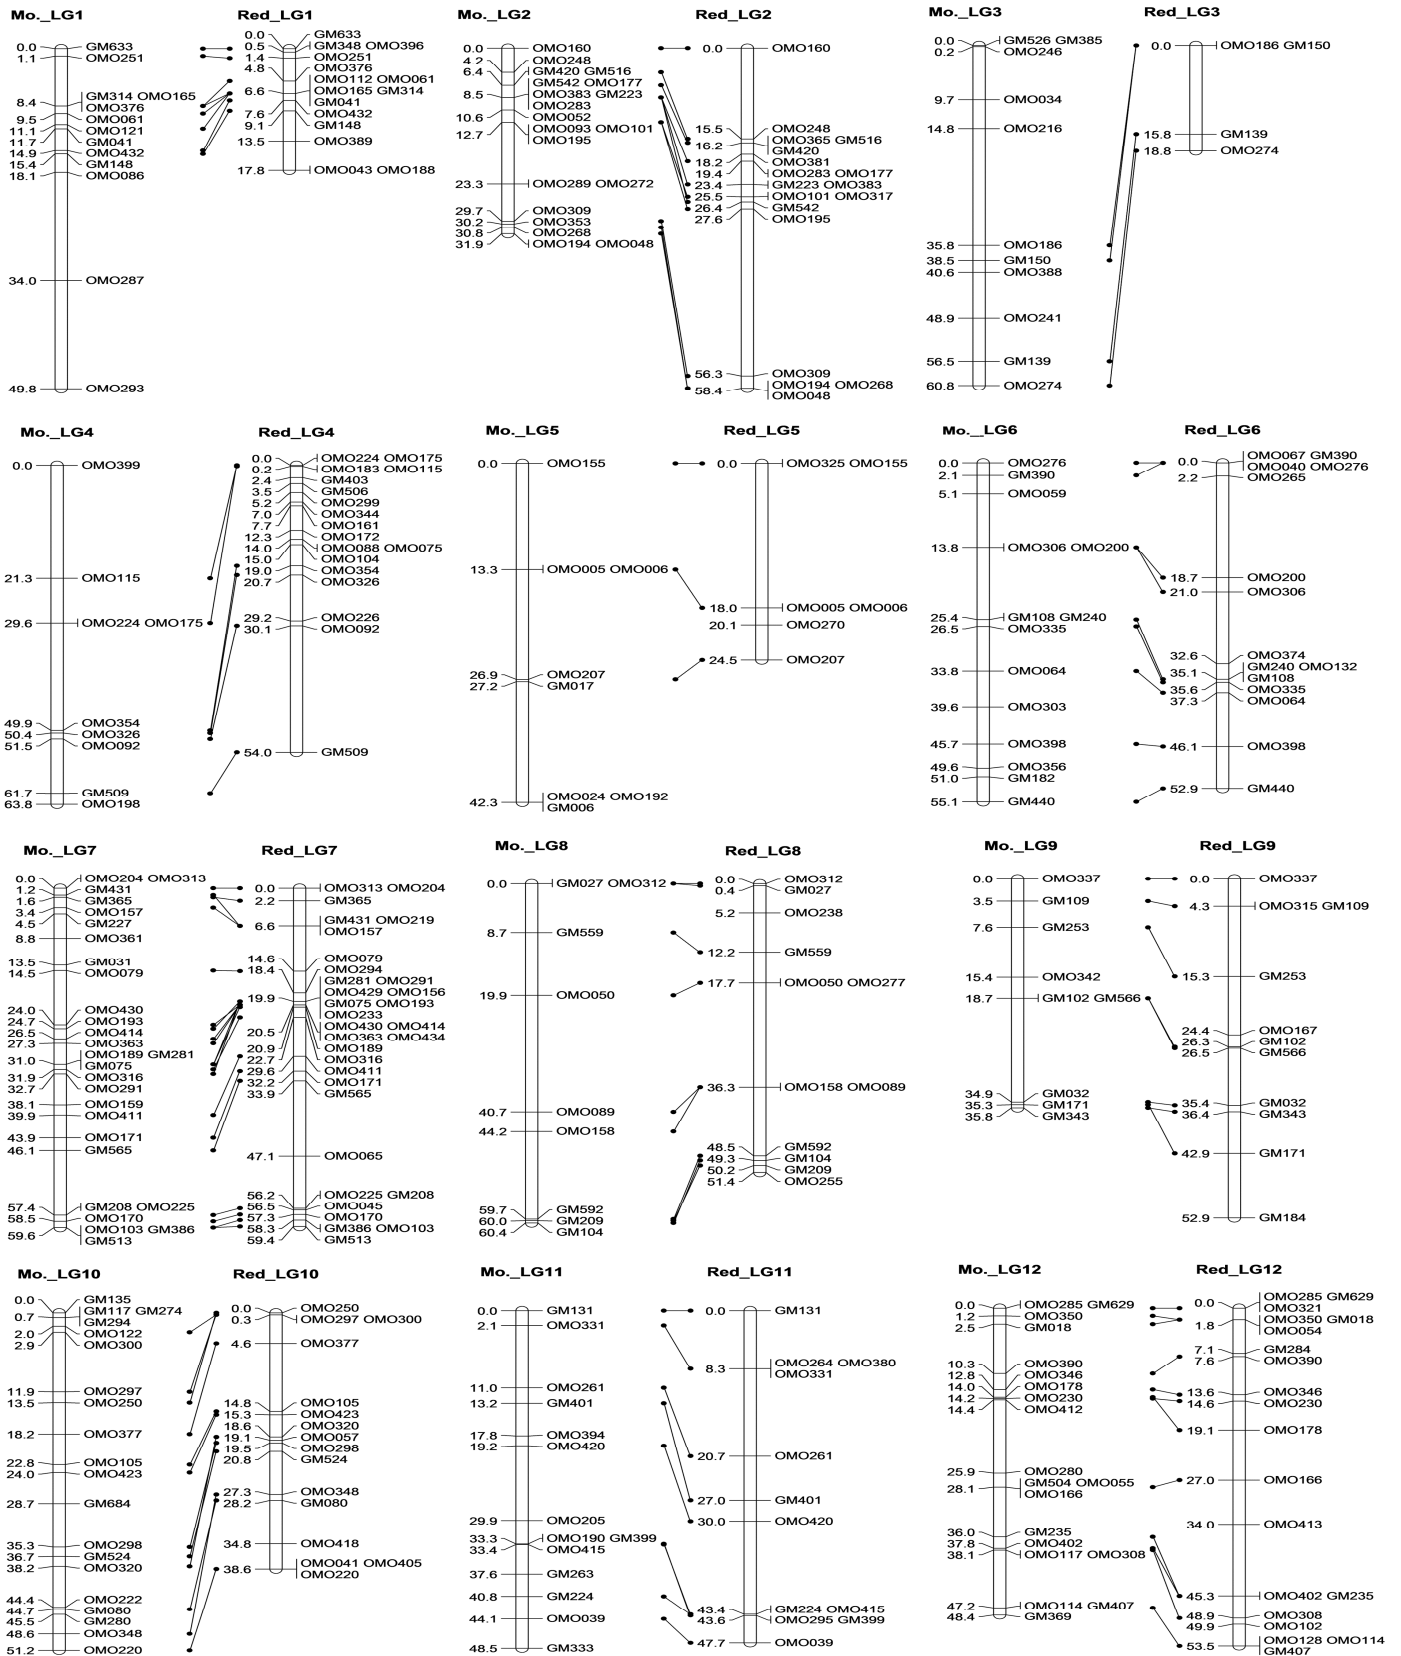 Mo._LG1
0.0 GM633
1.1 OMO251
8.4 GM314 OMO165
OMO376
9.5 OMO061
11.1 OMO121
11.7 GM041
14.9 OMO432
15.4 GM148
18.1 OMO086
34.0 OMO287
49.8 OMO293
Red_LG1
0.0 GM633
0.5 GM348 OMO396
1.4 OMO251
4.8 OMO376
OMO112 OMO061
6.6 OMO165 GM314
GM041
7.6 OMO432
9.1 GM148
13.5 OMO389
17.8 OMO043 OMO188
Mo._LG2
0.0 OMO160
4.2 OMO248
6.4 GM420 GM516
GM542 OMO177
8.5 OMO383 GM223
OMO283
10.6 OMO052
12.7 OMO093 OMO101
OMO195
23.3 OMO289 OMO272
29.7 OMO309
30.2 OMO353
30.8 OMO268
31.9 OMO194 OMO048
Red_LG2
0.0 OMO160
15.5 OMO248
16.2 OMO365 GM516
GM420
18.2 OMO381
19.4 OMO283 OMO177
23.4 GM223 OMO383
25.5 OMO101 OMO317
26.4 GM542
27.6 OMO195
56.3 OMO309
58.4 OMO194 OMO268
OMO048
Mo._LG3
0.0 GM526 GM385
0.2 OMO246
9.7 OMO034
14.8 OMO216
35.8 OMO186
38.5 GM150
40.6 OMO388
48.9 OMO241
56.5 GM139
60.8 OMO274
Red_LG3
0.0 OMO186 GM150
15.8 GM139
18.8 OMO274
Mo._LG4
0.0 OMO399
21.3 OMO115
29.6 OMO224 OMO175
49.9 OMO354
50.4 OMO326
51.5 OMO092
61.7 GM509
63.8 OMO198
Red_LG4
0.0 OMO224 OMO175
0.2 OMO183 OMO115
2.4 GM403
3.5 GM506
5.2 OMO299
7.0 OMO344
7.7 OMO161
12.3 OMO172
14.0 OMO088 OMO075
15.0 OMO104
19.0 OMO354
20.7 OMO326
29.2 OMO226
30.1 OMO092
54.0 GM509
Mo._LG5
0.0 OMO155
13.3 OMO005 OMO006
26.9 OMO207
27.2 GM017
42.3 OMO024 OMO192
GM006
Red_LG5
0.0 OMO325 OMO155
18.0 OMO005 OMO006
20.1 OMO270
24.5 OMO207
Mo._LG6
0.0 OMO276
2.1 GM390
5.1 OMO059
13.8 OMO306 OMO200
25.4 GM108 GM240
26.5 OMO335
33.8 OMO064
39.6 OMO303
45.7 OMO398
49.6 OMO356
51.0 GM182
55.1 GM440
Red_LG6
0.0 OMO067 GM390
OMO040 OMO276
2.2 OMO265
18.7 OMO200
21.0 OMO306
32.6 OMO374
35.1 GM240 OMO132
GM108
35.6 OMO335
37.3 OMO064
46.1 OMO398
52.9 GM440
Mo._LG7
0.0 OMO204 OMO313
1.2 GM431
1.6 GM365
3.4 OMO157
4.5 GM227
8.8 OMO361
13.5 GM031
14.5 OMO079
24.0 OMO430
24.7 OMO193
26.5 OMO414
27.3 OMO363
31.0 OMO189 GM281
GM075
31.9 OMO316
32.7 OMO291
38.1 OMO159
39.9 OMO411
43.9 OMO171
46.1 GM565
57.4 GM208 OMO225
58.5 OMO170
59.6 OMO103 GM386
GM513
Red_LG7
0.0 OMO313 OMO204
2.2 GM365
6.6 GM431 OMO219
OMO157
14.6 OMO079
18.4 OMO294
GM281 OMO291
19.9 OMO429 OMO156
GM075 OMO193
OMO233
20.5 OMO430 OMO414
OMO363 OMO434
20.9 OMO189
22.7 OMO316
29.6 OMO411
32.2 OMO171
33.9 GM565
47.1 OMO065
56.2 OMO225 GM208
56.5 OMO045
57.3 OMO170
58.3 GM386 OMO103
59.4 GM513
Mo._LG8
0.0 GM027 OMO312
8.7 GM559
19.9 OMO050
40.7 OMO089
44.2 OMO158
59.7 GM592
60.0 GM209
60.4 GM104
Red_LG8
0.0 OMO312
0.4 GM027
5.2 OMO238
12.2 GM559
17.7 OMO050 OMO277
36.3 OMO158 OMO089
48.5 GM592
49.3 GM104
50.2 GM209
51.4 OMO255
Mo._LG9
0.0 OMO337
3.5 GM109
7.6 GM253
15.4 OMO342
18.7 GM102 GM566
34.9 GM032
35.3 GM171
35.8 GM343
Red_LG9
0.0 OMO337
4.3 OMO315 GM109
15.3 GM253
24.4 OMO167
26.3 GM102
26.5 GM566
35.4 GM032
36.4 GM343
42.9 GM171
52.9 GM184
Mo._LG10
0.0 GM135
0.7 GM117 GM274
GM294
2.0 OMO122
2.9 OMO300
11.9 OMO297
13.5 OMO250
18.2 OMO377
22.8 OMO105
24.0 OMO423
28.7 GM684
35.3 OMO298
36.7 GM524
38.2 OMO320
44.4 OMO222
44.7 GM080
45.5 GM280
48.6 OMO348
51.2 OMO220
Red_LG10
0.0 OMO250
0.3 OMO297 OMO300
4.6 OMO377
14.8 OMO105
15.3 OMO423
18.6 OMO320
19.1 OMO057
19.5 OMO298
20.8 GM524
27.3 OMO348
28.2 GM080
34.8 OMO418
38.6 OMO041 OMO405
OMO220
Mo._LG11
0.0 GM131
2.1 OMO331
11.0 OMO261
13.2 GM401
17.8 OMO394
19.2 OMO420
29.9 OMO205
33.3 OMO190 GM399
33.4 OMO415
37.6 GM263
40.8 GM224
44.1 OMO039
48.5 GM333
Red_LG11
0.0 GM131
8.3 OMO264 OMO380
OMO331
20.7 OMO261
27.0 GM401
30.0 OMO420
43.4 GM224 OMO415
43.6 OMO295 GM399
47.7 OMO039
Mo._LG12
0.0 OMO285 GM629
1.2 OMO350
2.5 GM018
10.3 OMO390
12.8 OMO346
14.0 OMO178
14.2 OMO230
14.4 OMO412
25.9 OMO280
28.1 GM504 OMO055
OMO166
36.0 GM235
37.8 OMO402
38.1 OMO117 OMO308
47.2 OMO114 GM407
48.4 GM369
Red_LG12
0.0 OMO285 GM629
OMO321
1.8 OMO350 GM018
OMO054
7.1 GM284
7.6 OMO390
13.6 OMO346
14.6 OMO230
19.1 OMO178
27.0 OMO166
34.0 OMO413
45.3 OMO402 GM235
48.9 OMO308
49.9 OMO102
53.5 OMO128 OMO114
GM407